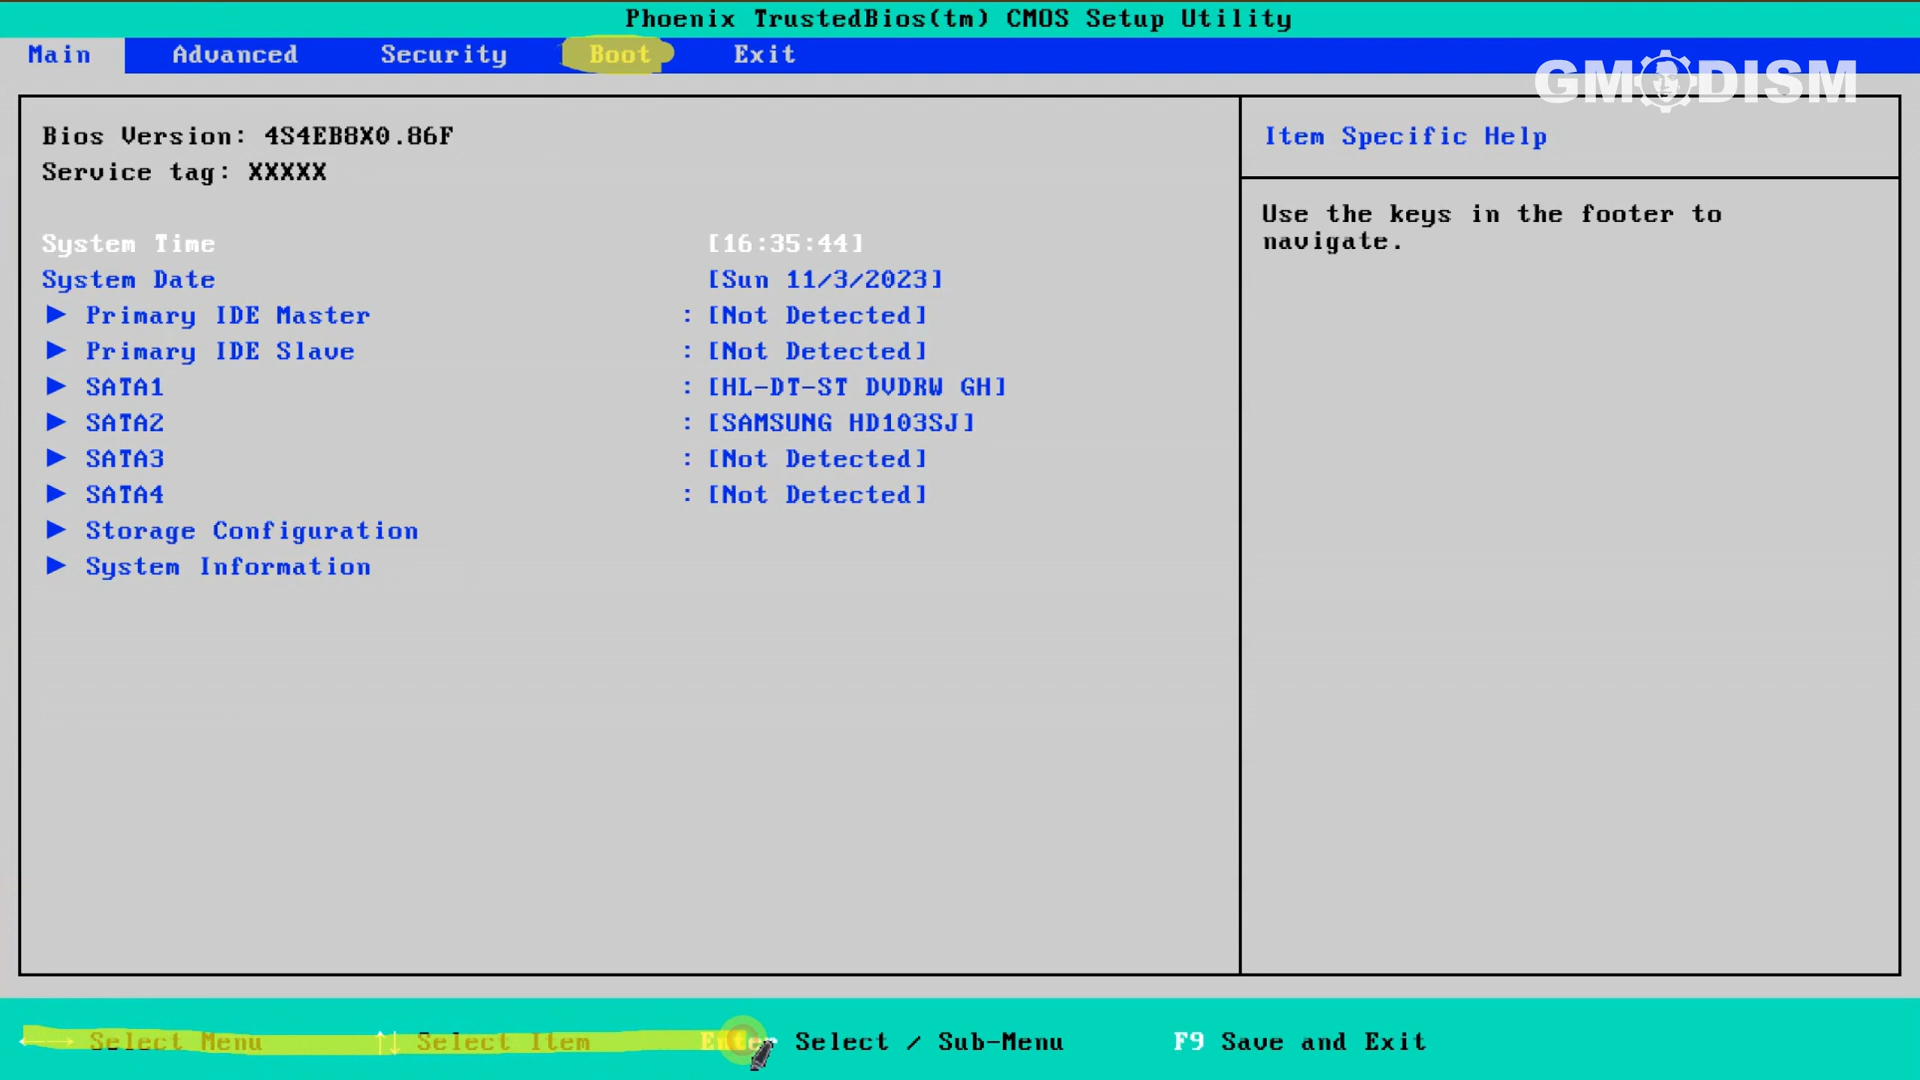 Phoenix TrustedBios(tm) CMOS Setup Utility
Main Advanced Security Boot Exit
GMODISM
Bios Version: 4S4EB8X0.86F
Service tag: XXXXX
System Time [16:35:44]
System Date [Sun 11/3/2023]
▶ Primary IDE Master : [Not Detected]
▶ Primary IDE Slave : [Not Detected]
▶ SATA1 : [HL-DT-ST DVDRW GH]
▶ SATA2 : [SAMSUNG HD103SJ]
▶ SATA3 : [Not Detected]
▶ SATA4 : [Not Detected]
▶ Storage Configuration
▶ System Information
Item Specific Help
Use the keys in the footer to
navigate.
←→ Select Menu ↑↓ Select Item Enter Select / Sub-Menu F9 Save and Exit